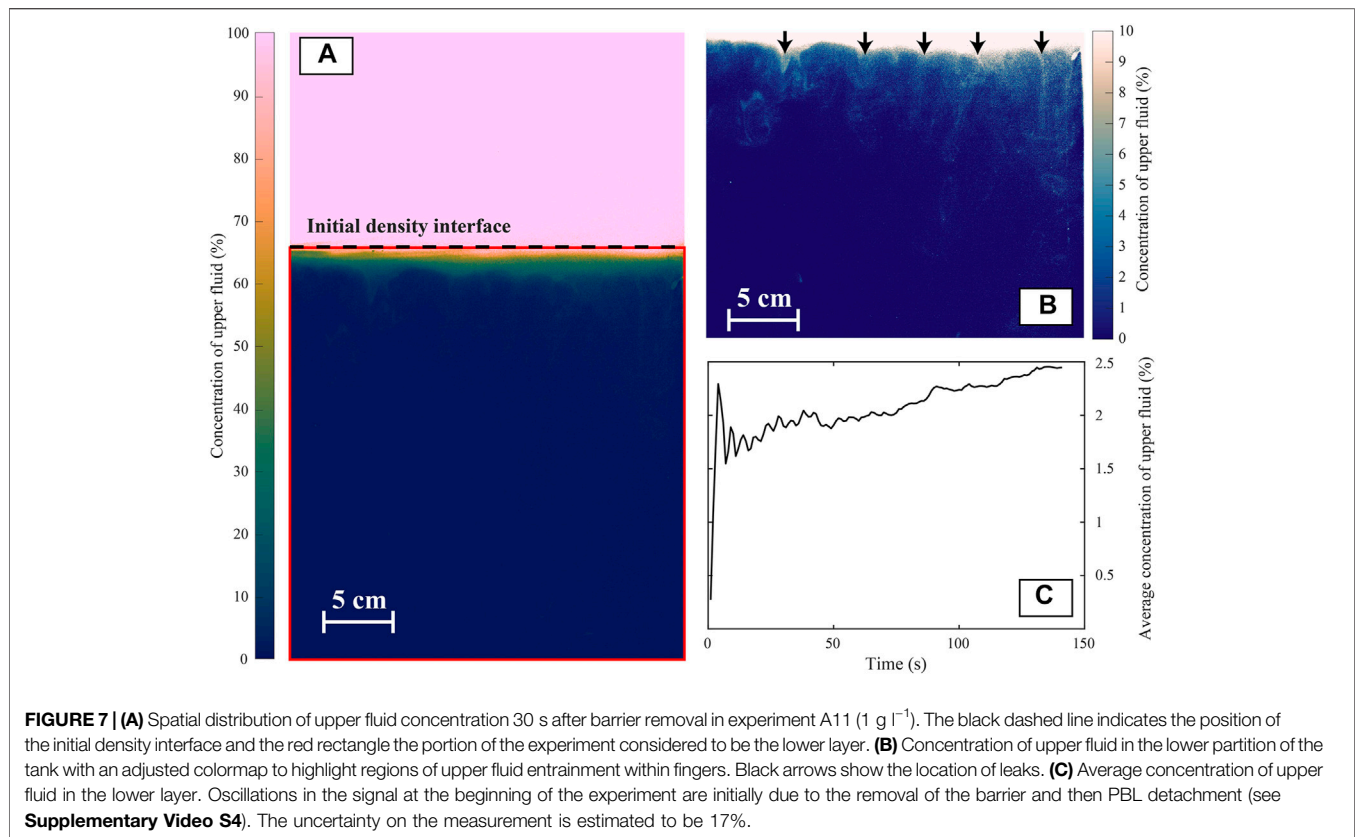 A
100
90
80
70
60
50
40
30
20
10
0
Concentration of upper fluid (%)
Initial density interface
5 cm
10
9
8
7
6
5
4
3
2
1
0
Concentration of upper fluid (%)
5 cm
B
2.5
2
1.5
1
0.5
Average concentration of upper fluid (%)
C
0
50
100
150
Time (s)
FIGURE 7 | (A) Spatial distribution of upper fluid concentration 30 s after barrier removal in experiment A11 (1 g l⁻¹). The black dashed line indicates the position of
the initial density interface and the red rectangle the portion of the experiment considered to be the lower layer. (B) Concentration of upper fluid in the lower partition of the
tank with an adjusted colormap to highlight regions of upper fluid entrainment within fingers. Black arrows show the location of leaks. (C) Average concentration of upper
fluid in the lower layer. Oscillations in the signal at the beginning of the experiment are initially due to the removal of the barrier and then PBL detachment (see
Supplementary Video S4). The uncertainty on the measurement is estimated to be 17%.